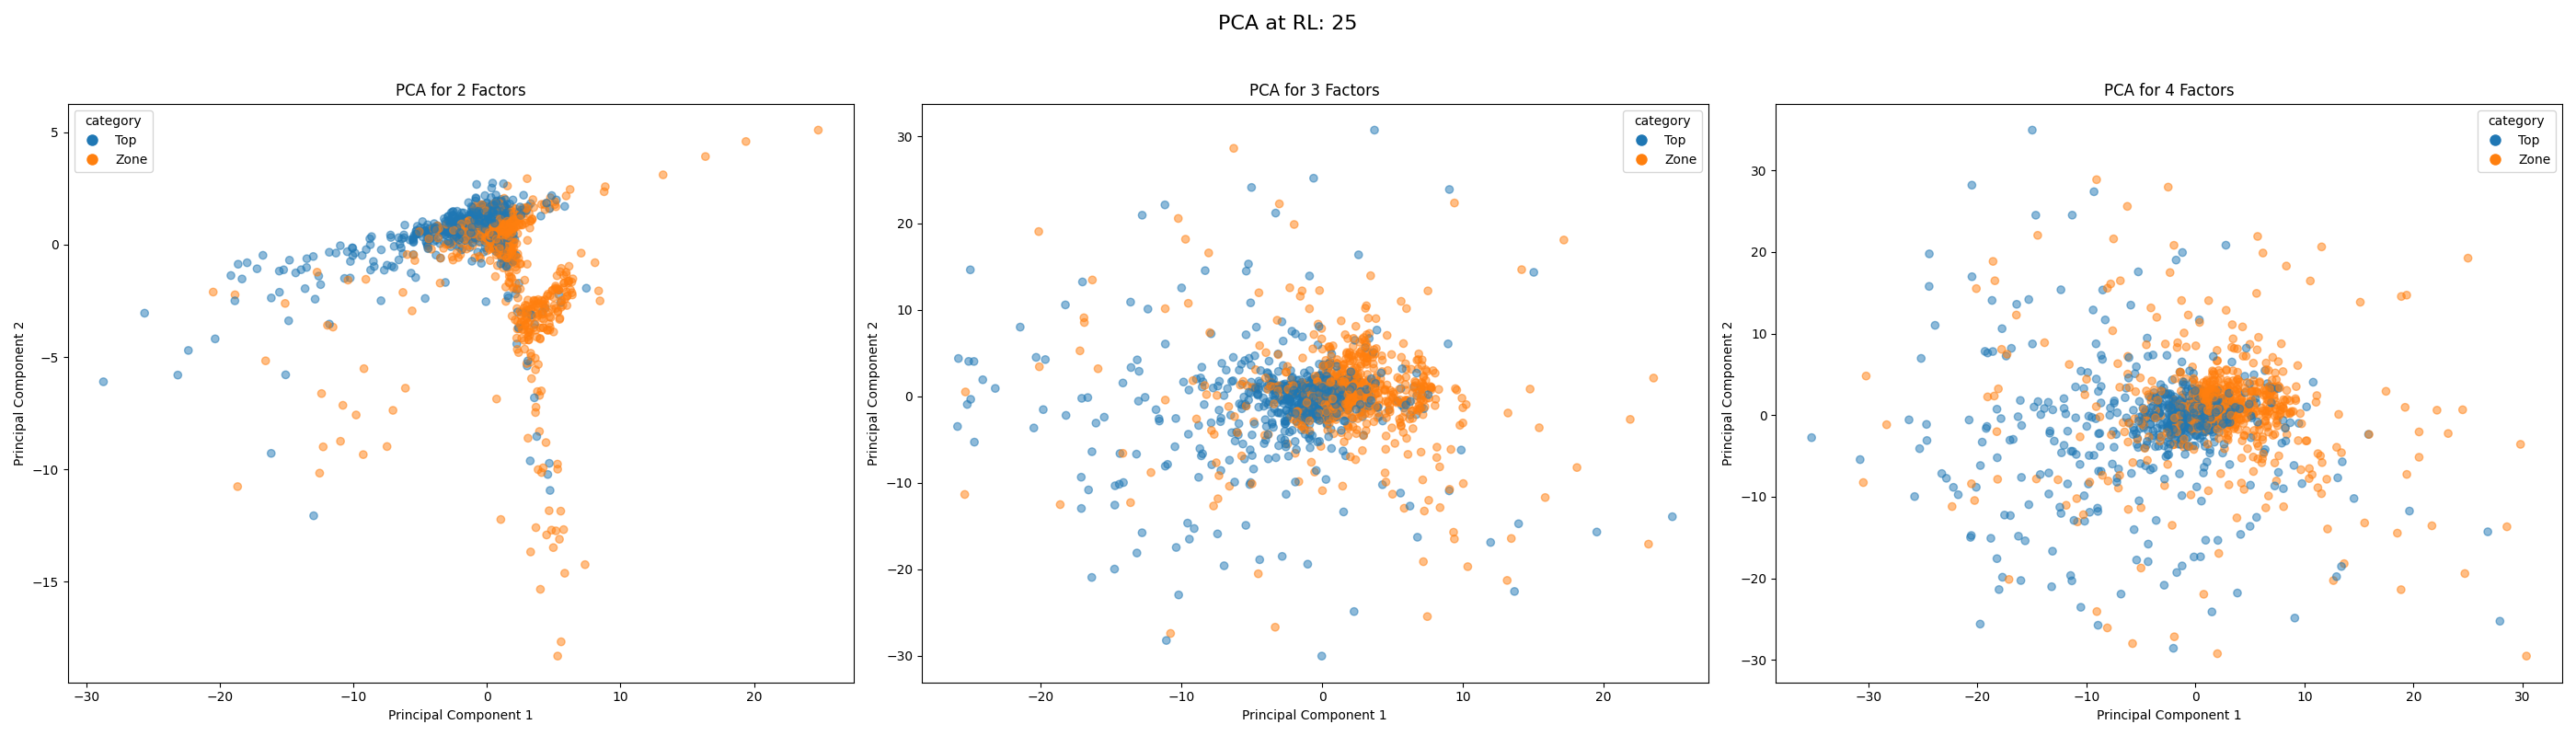 PCA at RL: 25
PCA for 2 Factors
category
Top
Zone
5
0
−5
−10
−15
Principal Component 2
−30
−20
−10
0
10
20
Principal Component 1
PCA for 3 Factors
category
Top
Zone
30
20
10
0
−10
−20
−30
Principal Component 2
−20
−10
0
10
20
Principal Component 1
PCA for 4 Factors
category
Top
Zone
30
20
10
0
−10
−20
−30
Principal Component 2
−30
−20
−10
0
10
20
30
Principal Component 1